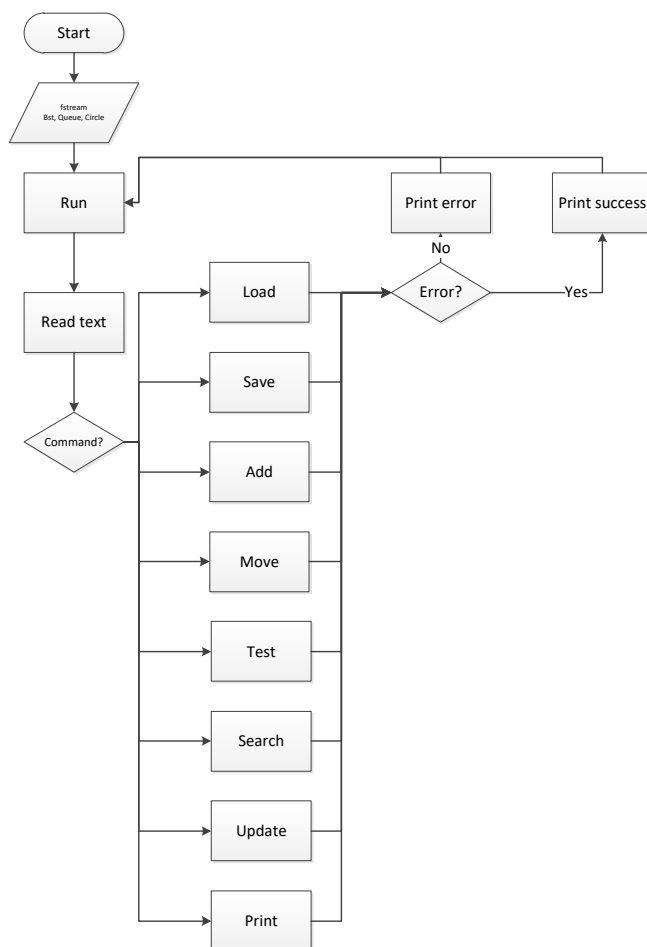 Start
fstream
Bst, Queue, Circle
Run
Print error
Print success
No
Load
Error?
Yes
Read text
Save
Command?
Add
Move
Test
Search
Update
Print